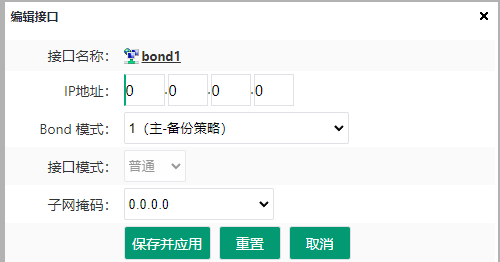 编辑接口
接口名称： bond1
IP地址： 0.0.0.0
Bond 模式： 1（主-备份策略）
接口模式： 普通
子网掩码： 0.0.0.0
保存并应用 重置 取消